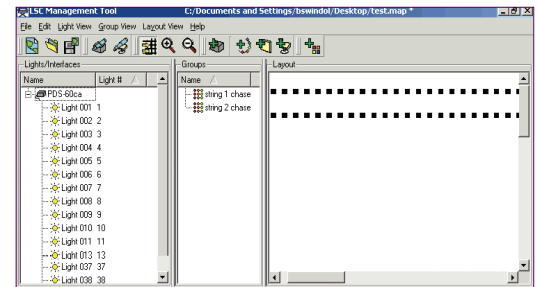 LSC Management Tool C:/Documents and Settings/bswindol/Desktop/test.map *
File Edit Light View Group View Layout View Help
Lights/Interfaces
Groups
Layout
Name Light #
Name
PDS-60ca
string 1 chase
string 2 chase
Light 001 1
Light 002 2
Light 003 3
Light 004 4
Light 005 5
Light 006 6
Light 007 7
Light 008 8
Light 009 9
Light 010 10
Light 011 11
Light 013 13
Light 037 37
Light 038 38